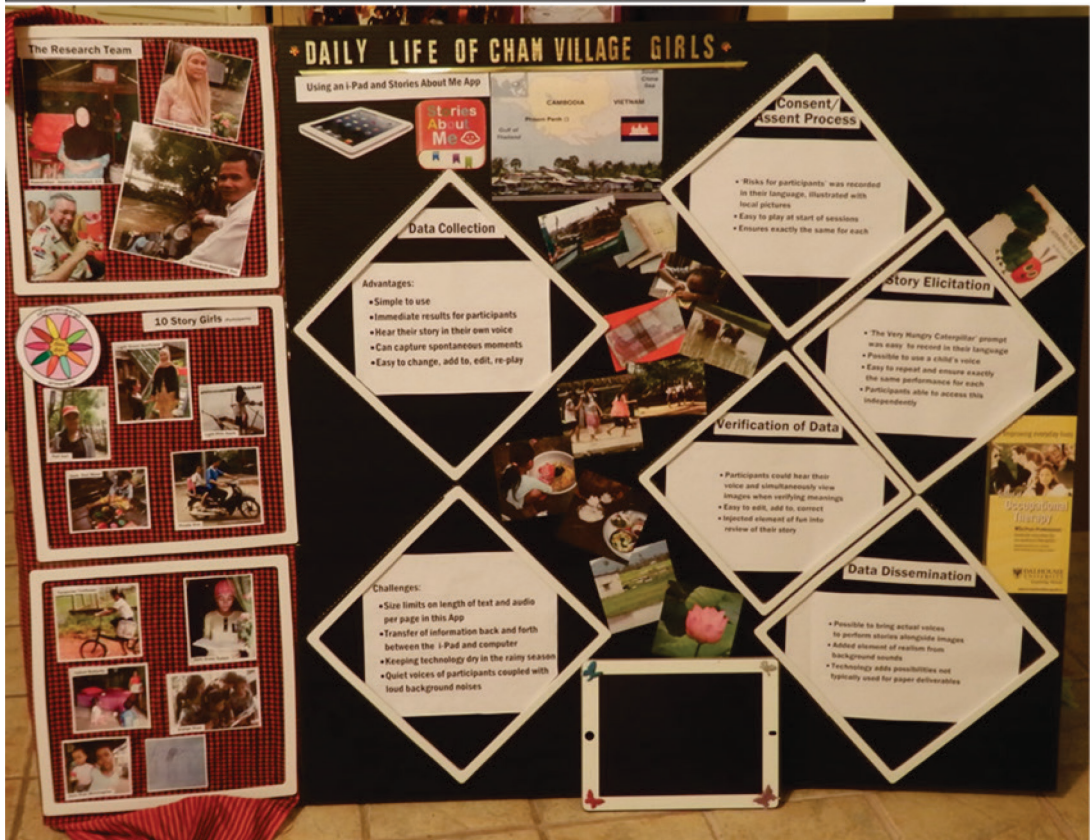 The Research Team
DAILY LIFE OF CHAM VILLAGE GIRLS
Using an i-Pad and Stories About Me App
Stories
About
Me
South
China
Sea
CAMBODIA
VIETNAM
Phnom Penh
Gulf of
Thailand
Consent/
Assent Process
• 'Risks for participants' was recorded
in their language, illustrated with
local pictures
• Easy to play at start of sessions
• Ensures exactly the same for each
Data Collection
Advantages:
• Simple to use
• Immediate results for participants
• Hear their story in their own voice
• Can capture spontaneous moments
• Easy to change, add to, edit, re-play
Story Elicitation
• 'The Very Hungry Caterpillar' prompt
was easy to record in their language
• Possible to use a child's voice
• Easy to repeat and ensure exactly
the same performance for each
• Participants able to access this
independently
10 Story Girls
Verification of Data
• Participants could hear their
voice and simultaneously view
images when verifying meanings
• Easy to edit, add to, correct
• Injected element of fun into
review of their story
Occupational
Therapy
DALHOUSIE
UNIVERSITY
Challenges:
• Size limits on length of text and audio
per page in this App
• Transfer of information back and forth
between the i-Pad and computer
• Keeping technology dry in the rainy season
• Quiet voices of participants coupled with
loud background noises
Data Dissemination
• Possible to bring actual voices
to perform stories alongside images
• Added element of realism from
background sounds
• Technology adds possibilities not
typically used for paper deliverables